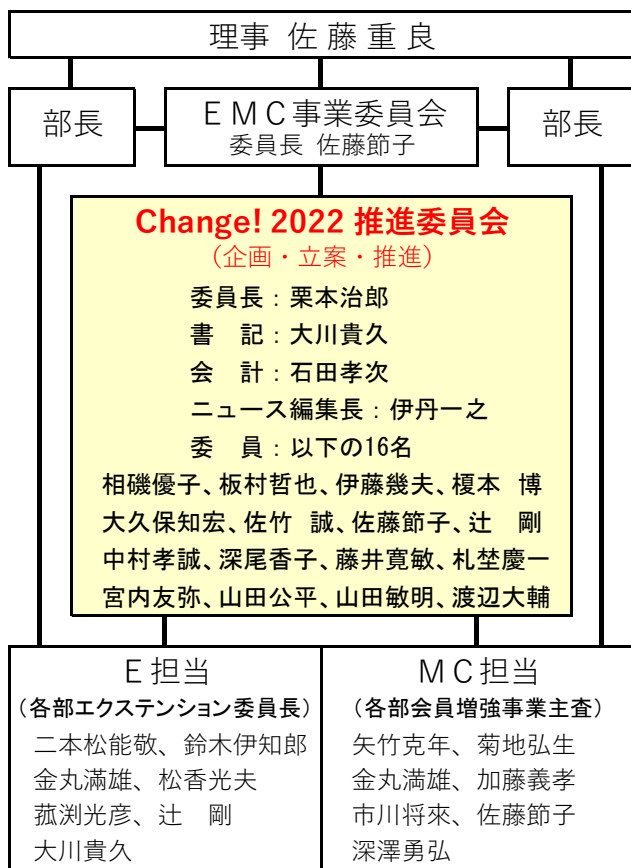 理事 佐藤重良
部長
EMC事業委員会
委員長 佐藤節子
部長
Change! 2022 推進委員会
(企画・立案・推進)
委員長：栗本治郎
書　記：大川貴久
会　計：石田孝次
ニュース編集長：伊丹一之
委　員：以下の16名
相磯優子、板村哲也、伊藤幾夫、榎本　博
大久保知宏、佐竹　誠、佐藤節子、辻　剛
中村孝誠、深尾香子、藤井寛敏、札埜慶一
宮内友弥、山田公平、山田敏明、渡辺大輔
E担当
(各部エクステンション委員長)
二本松能敬、鈴木伊知郎
金丸滿雄、松香光夫
菰渕光彦、辻　剛
大川貴久
MC担当
(各部会員増強事業主査)
矢竹克年、菊地弘生
金丸満雄、加藤義孝
市川将來、佐藤節子
深澤勇弘